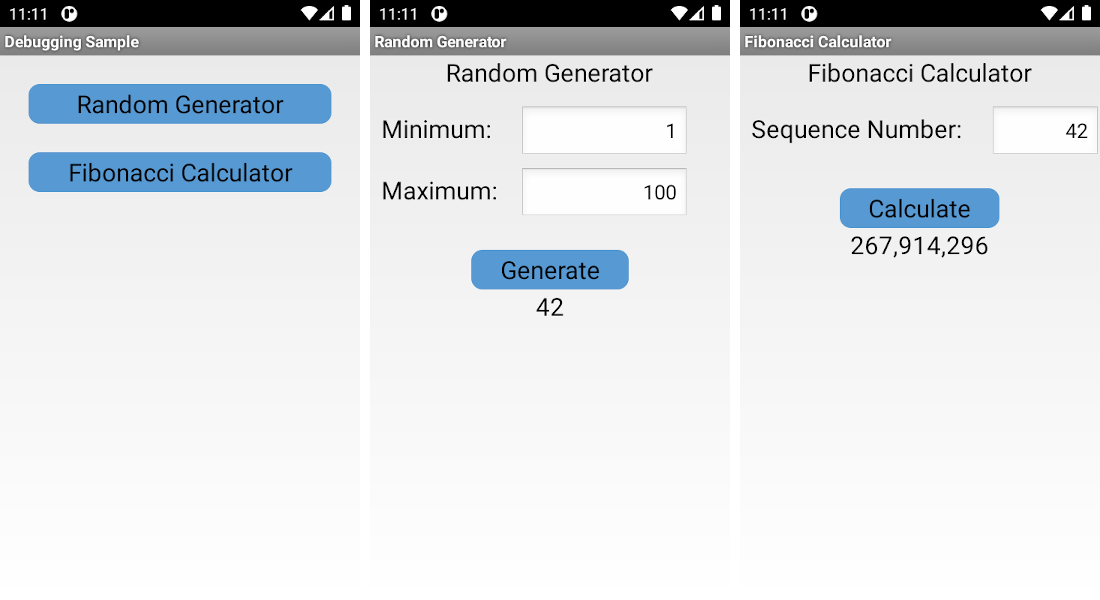 11:11
Debugging Sample
Random Generator
Fibonacci Calculator
11:11
Random Generator
Random Generator
Minimum: 1
Maximum: 100
Generate
42
11:11
Fibonacci Calculator
Fibonacci Calculator
Sequence Number: 42
Calculate
267,914,296